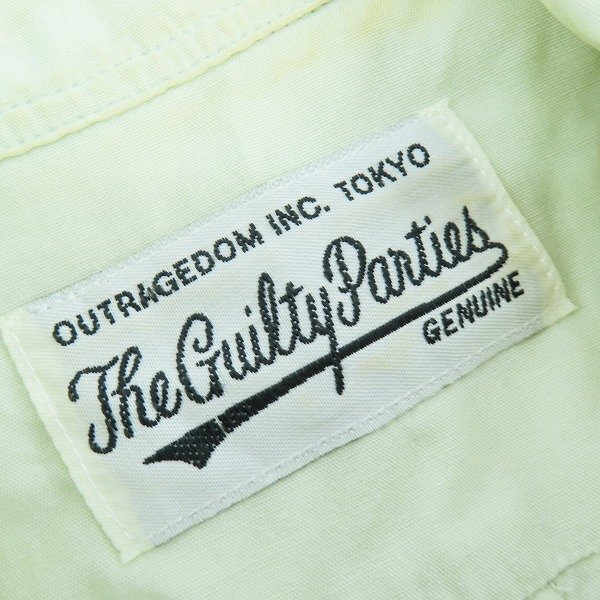 OUTRAGEDOM INC. TOKYO
The Guilty Parties
GENUINE